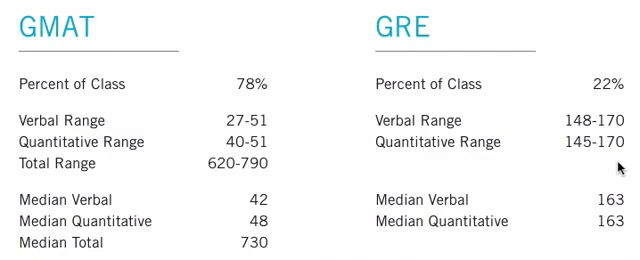 GMAT
Percent of Class 78%
Verbal Range 27-51
Quantitative Range 40-51
Total Range 620-790
Median Verbal 42
Median Quantitative 48
Median Total 730
GRE
Percent of Class 22%
Verbal Range 148-170
Quantitative Range 145-170
Median Verbal 163
Median Quantitative 163